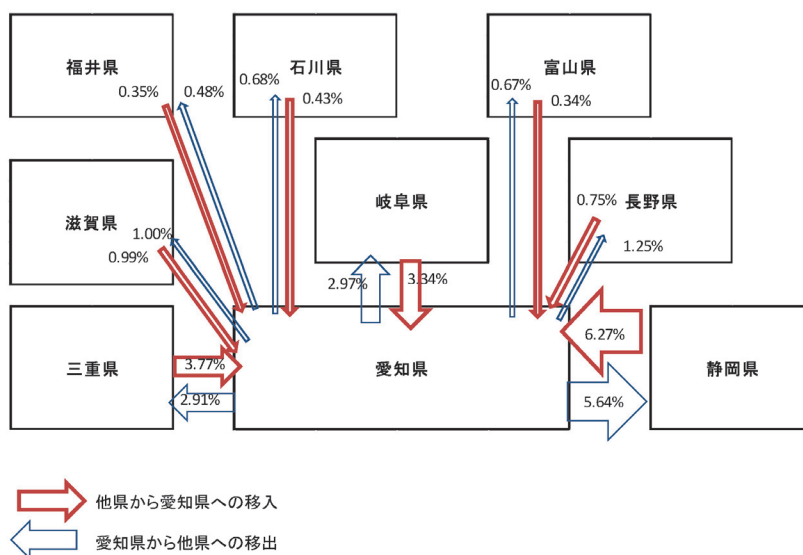 福井県
石川県
富山県
0.35%
0.48%
0.68%
0.43%
0.67%
0.34%
滋賀県
岐阜県
長野県
0.75%
1.00%
0.99%
1.25%
2.97%
3.34%
三重県
3.77%
2.91%
愛知県
6.27%
5.64%
静岡県
他県から愛知県への移入
愛知県から他県への移出